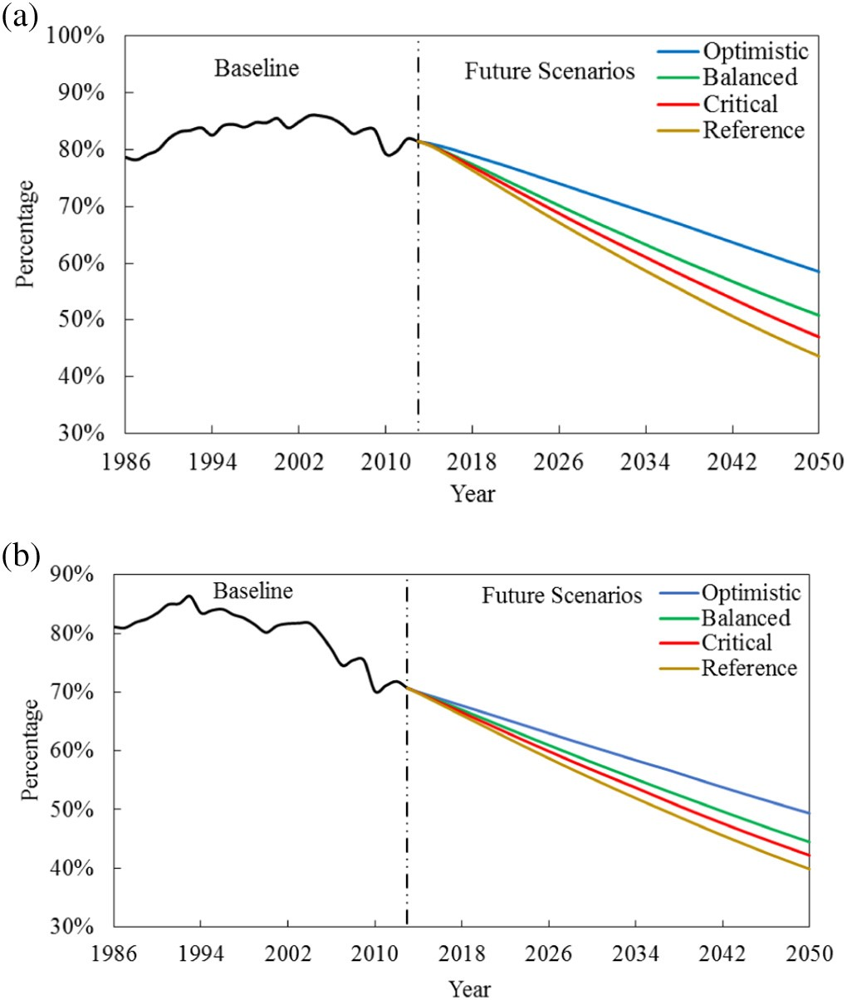 (a)
100%
90%
80%
70%
60%
50%
40%
30%
Percentage
Baseline
Future Scenarios
Optimistic
Balanced
Critical
Reference
1986 1994 2002 2010 2018 2026 2034 2042 2050
Year
(b)
90%
80%
70%
60%
50%
40%
30%
Percentage
Baseline
Future Scenarios
Optimistic
Balanced
Critical
Reference
1986 1994 2002 2010 2018 2026 2034 2042 2050
Year